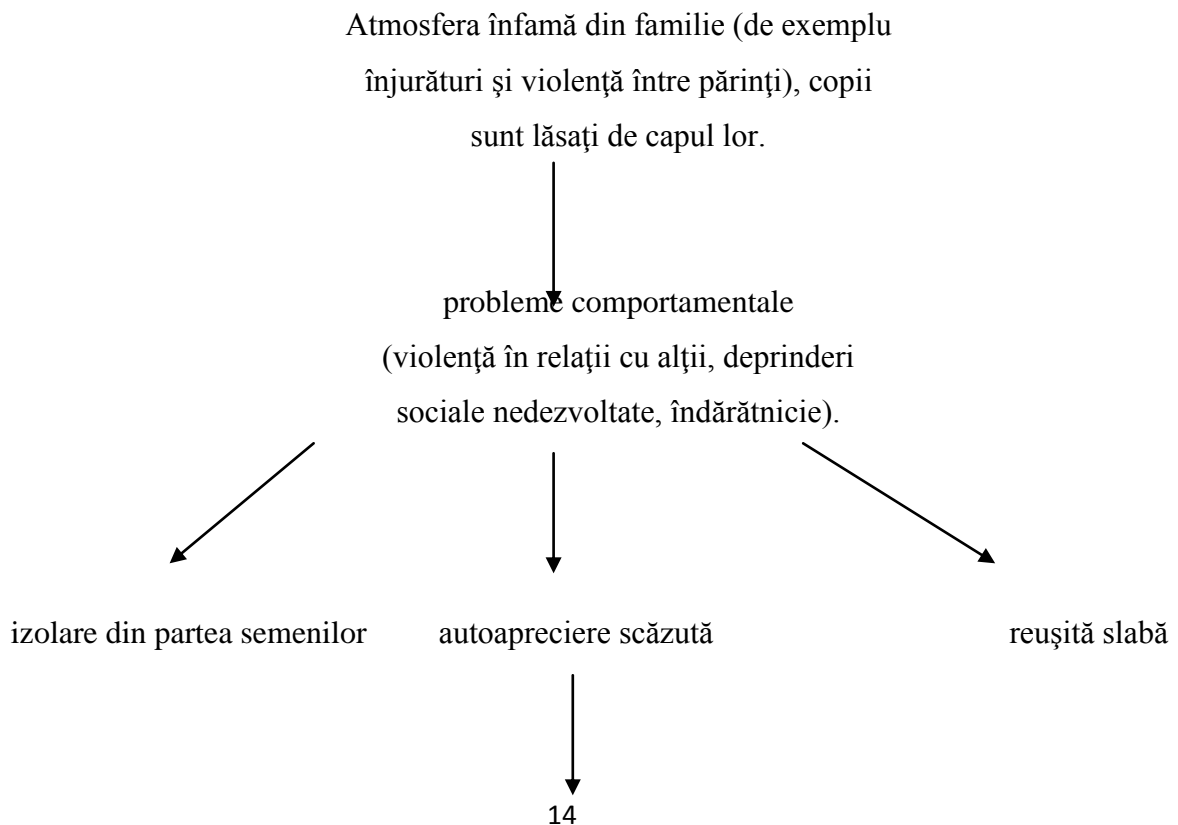 Atmosfera înfamă din familie (de exemplu
înjurături şi violenţă între părinţi), copii
sunt lăsaţi de capul lor.
probleme comportamentale
(violenţă în relaţii cu alţii, deprinderi
sociale nedezvoltate, îndărătnicie).
izolare din partea semenilor autoapreciere scăzută reuşită slabă
14